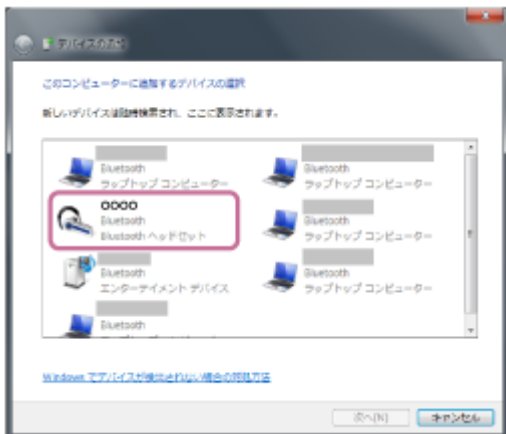 デバイスの追加
このコンピューターに追加するデバイスの選択
新しいデバイスは随時検索され、ここに表示されます。
Bluetooth
ラップトップ コンピューター
Bluetooth
ラップトップ コンピューター
OOOO
Bluetooth
Bluetooth ヘッドセット
Bluetooth
ラップトップ コンピューター
Bluetooth
エンターテイメント デバイス
Bluetooth
ラップトップ コンピューター
Bluetooth
Windows でデバイスが検出されない場合の対処方法
次へ(N)
キャンセル